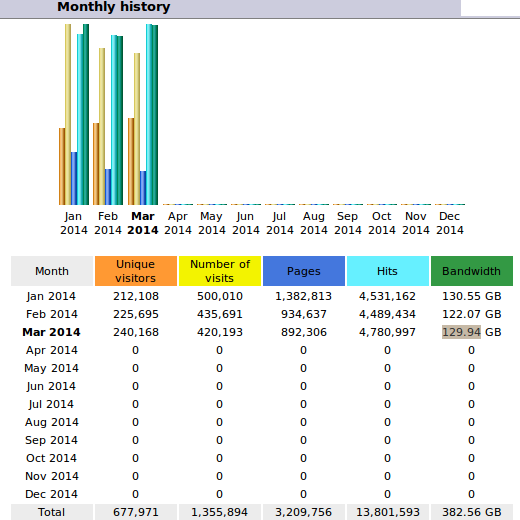 Monthly history
Jan Feb Mar Apr May Jun Jul Aug Sep Oct Nov Dec
2014 2014 2014 2014 2014 2014 2014 2014 2014 2014 2014 2014
Month Unique visitors Number of visits Pages Hits Bandwidth
Jan 2014 212,108 500,010 1,382,813 4,531,162 130.55 GB
Feb 2014 225,695 435,691 934,637 4,489,434 122.07 GB
Mar 2014 240,168 420,193 892,306 4,780,997 129.94 GB
Apr 2014 0 0 0 0 0
May 2014 0 0 0 0 0
Jun 2014 0 0 0 0 0
Jul 2014 0 0 0 0 0
Aug 2014 0 0 0 0 0
Sep 2014 0 0 0 0 0
Oct 2014 0 0 0 0 0
Nov 2014 0 0 0 0 0
Dec 2014 0 0 0 0 0
Total 677,971 1,355,894 3,209,756 13,801,593 382.56 GB